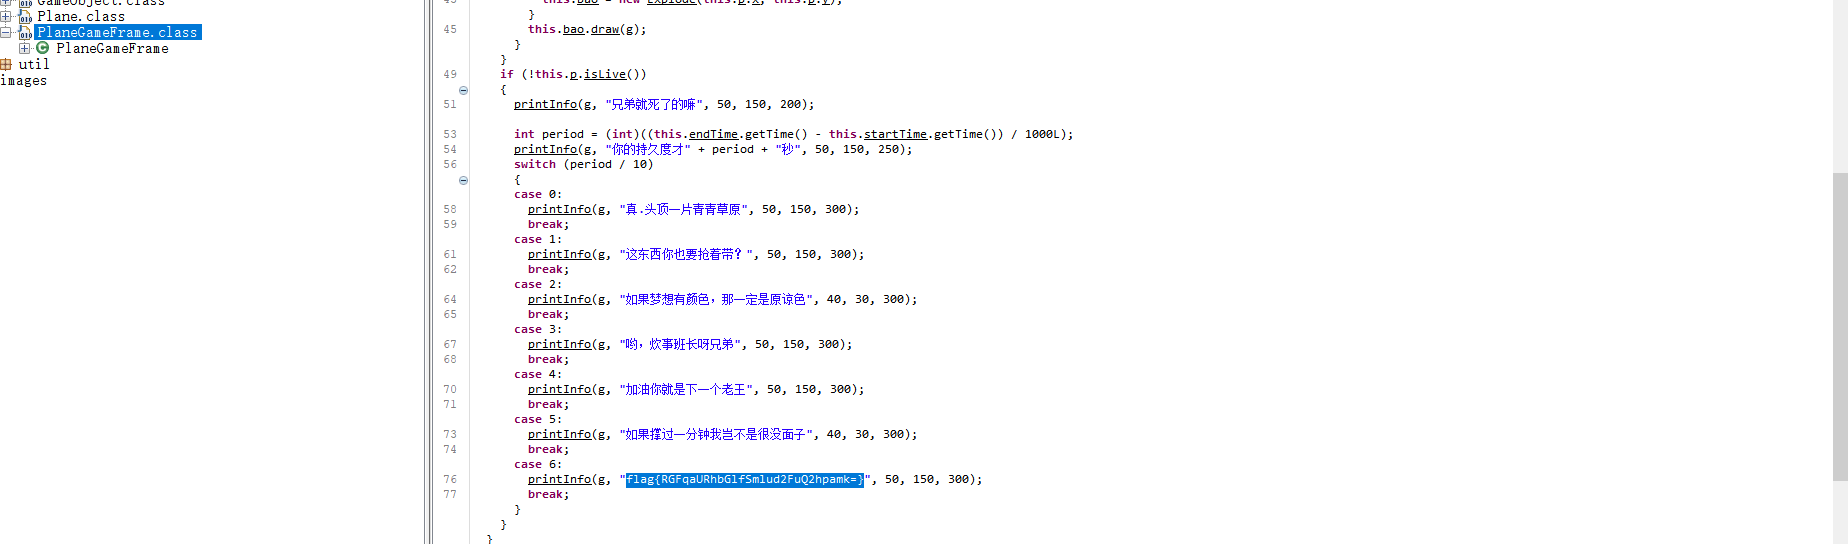 GameObject.class
Plane.class
PlaneGameFrame.class
PlaneGameFrame
util
images
this.bao = new Explode(this.p.x, this.p.y);
}
45 this.bao.draw(g);
}
}
49 if (!this.p.isLive())
{
51 printInfo(g, "兄弟就死了的嘛", 50, 150, 200);
53 int period = (int)((this.endTime.getTime() - this.startTime.getTime()) / 1000L);
54 printInfo(g, "你的持久度才" + period + "秒", 50, 150, 250);
56 switch (period / 10)
{
case 0:
58 printInfo(g, "真.头顶一片青青草原", 50, 150, 300);
59 break;
case 1:
61 printInfo(g, "这东西你也要抢着带？", 50, 150, 300);
62 break;
case 2:
64 printInfo(g, "如果梦想有颜色，那一定是原谅色", 40, 30, 300);
65 break;
case 3:
67 printInfo(g, "哟，炊事班长呀兄弟", 50, 150, 300);
68 break;
case 4:
70 printInfo(g, "加油你就是下一个老王", 50, 150, 300);
71 break;
case 5:
73 printInfo(g, "如果撑过一分钟我岂不是很没面子", 40, 30, 300);
74 break;
case 6:
76 printInfo(g, "flag{RGFqaURhbGlfSmlud2FuQ2hpamk=}", 50, 150, 300);
77 break;
}
}
}